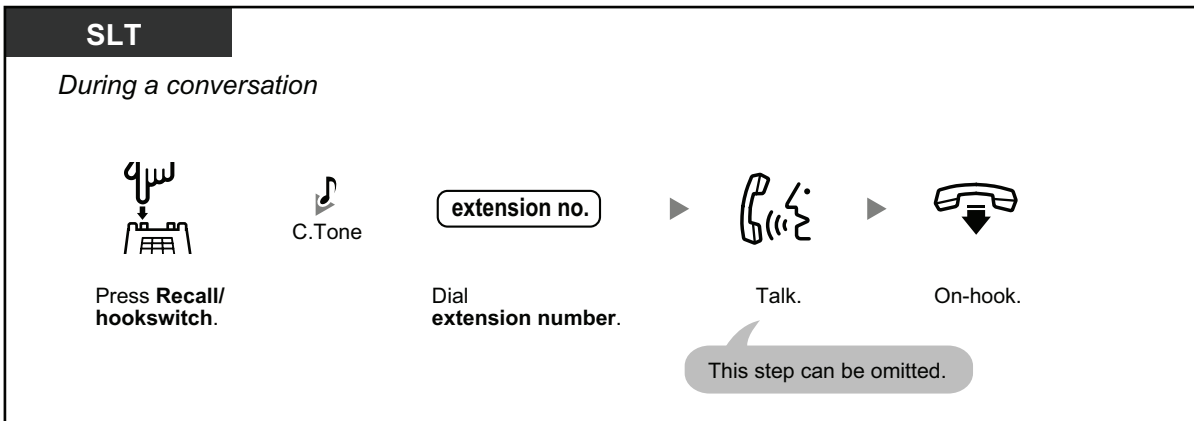 SLT
During a conversation
C.Tone
extension no.
Press Recall/
hookswitch.
Dial
extension number.
Talk.
On-hook.
This step can be omitted.